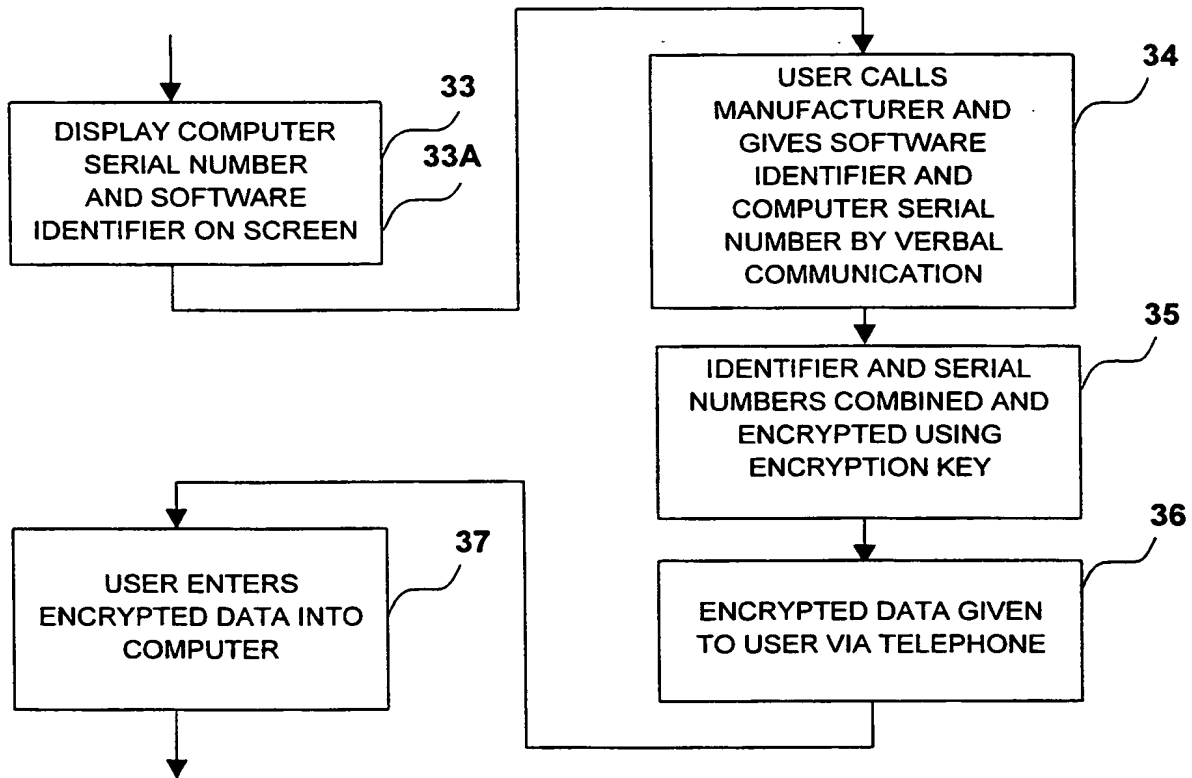 33
33A
DISPLAY COMPUTER
SERIAL NUMBER
AND SOFTWARE
IDENTIFIER ON SCREEN
34
USER CALLS
MANUFACTURER AND
GIVES SOFTWARE
IDENTIFIER AND
COMPUTER SERIAL
NUMBER BY VERBAL
COMMUNICATION
35
IDENTIFIER AND SERIAL
NUMBERS COMBINED AND
ENCRYPTED USING
ENCRYPTION KEY
36
ENCRYPTED DATA GIVEN
TO USER VIA TELEPHONE
37
USER ENTERS
ENCRYPTED DATA INTO
COMPUTER